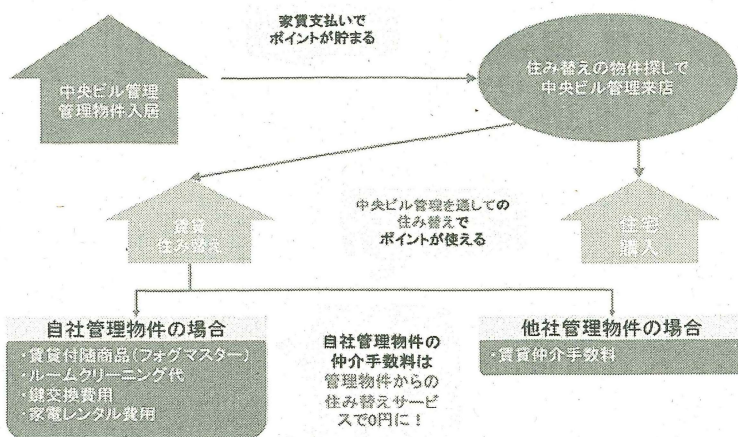 家賃支払いで
ポイントが貯まる
中央ビル管理
管理物件入居
住み替えの物件探しで
中央ビル管理来店
中央ビル管理を通しての
住み替えで
ポイントが使える
賃貸
住み替え
住宅
購入
自社管理物件の場合
・賃貸付随商品(フォグマスター)
・ルームクリーニング代
・鍵交換費用
・家電レンタル費用
自社管理物件の
仲介手数料は
管理物件からの
住み替えサービ
スで0円に!
他社管理物件の場合
・賃貸仲介手数料